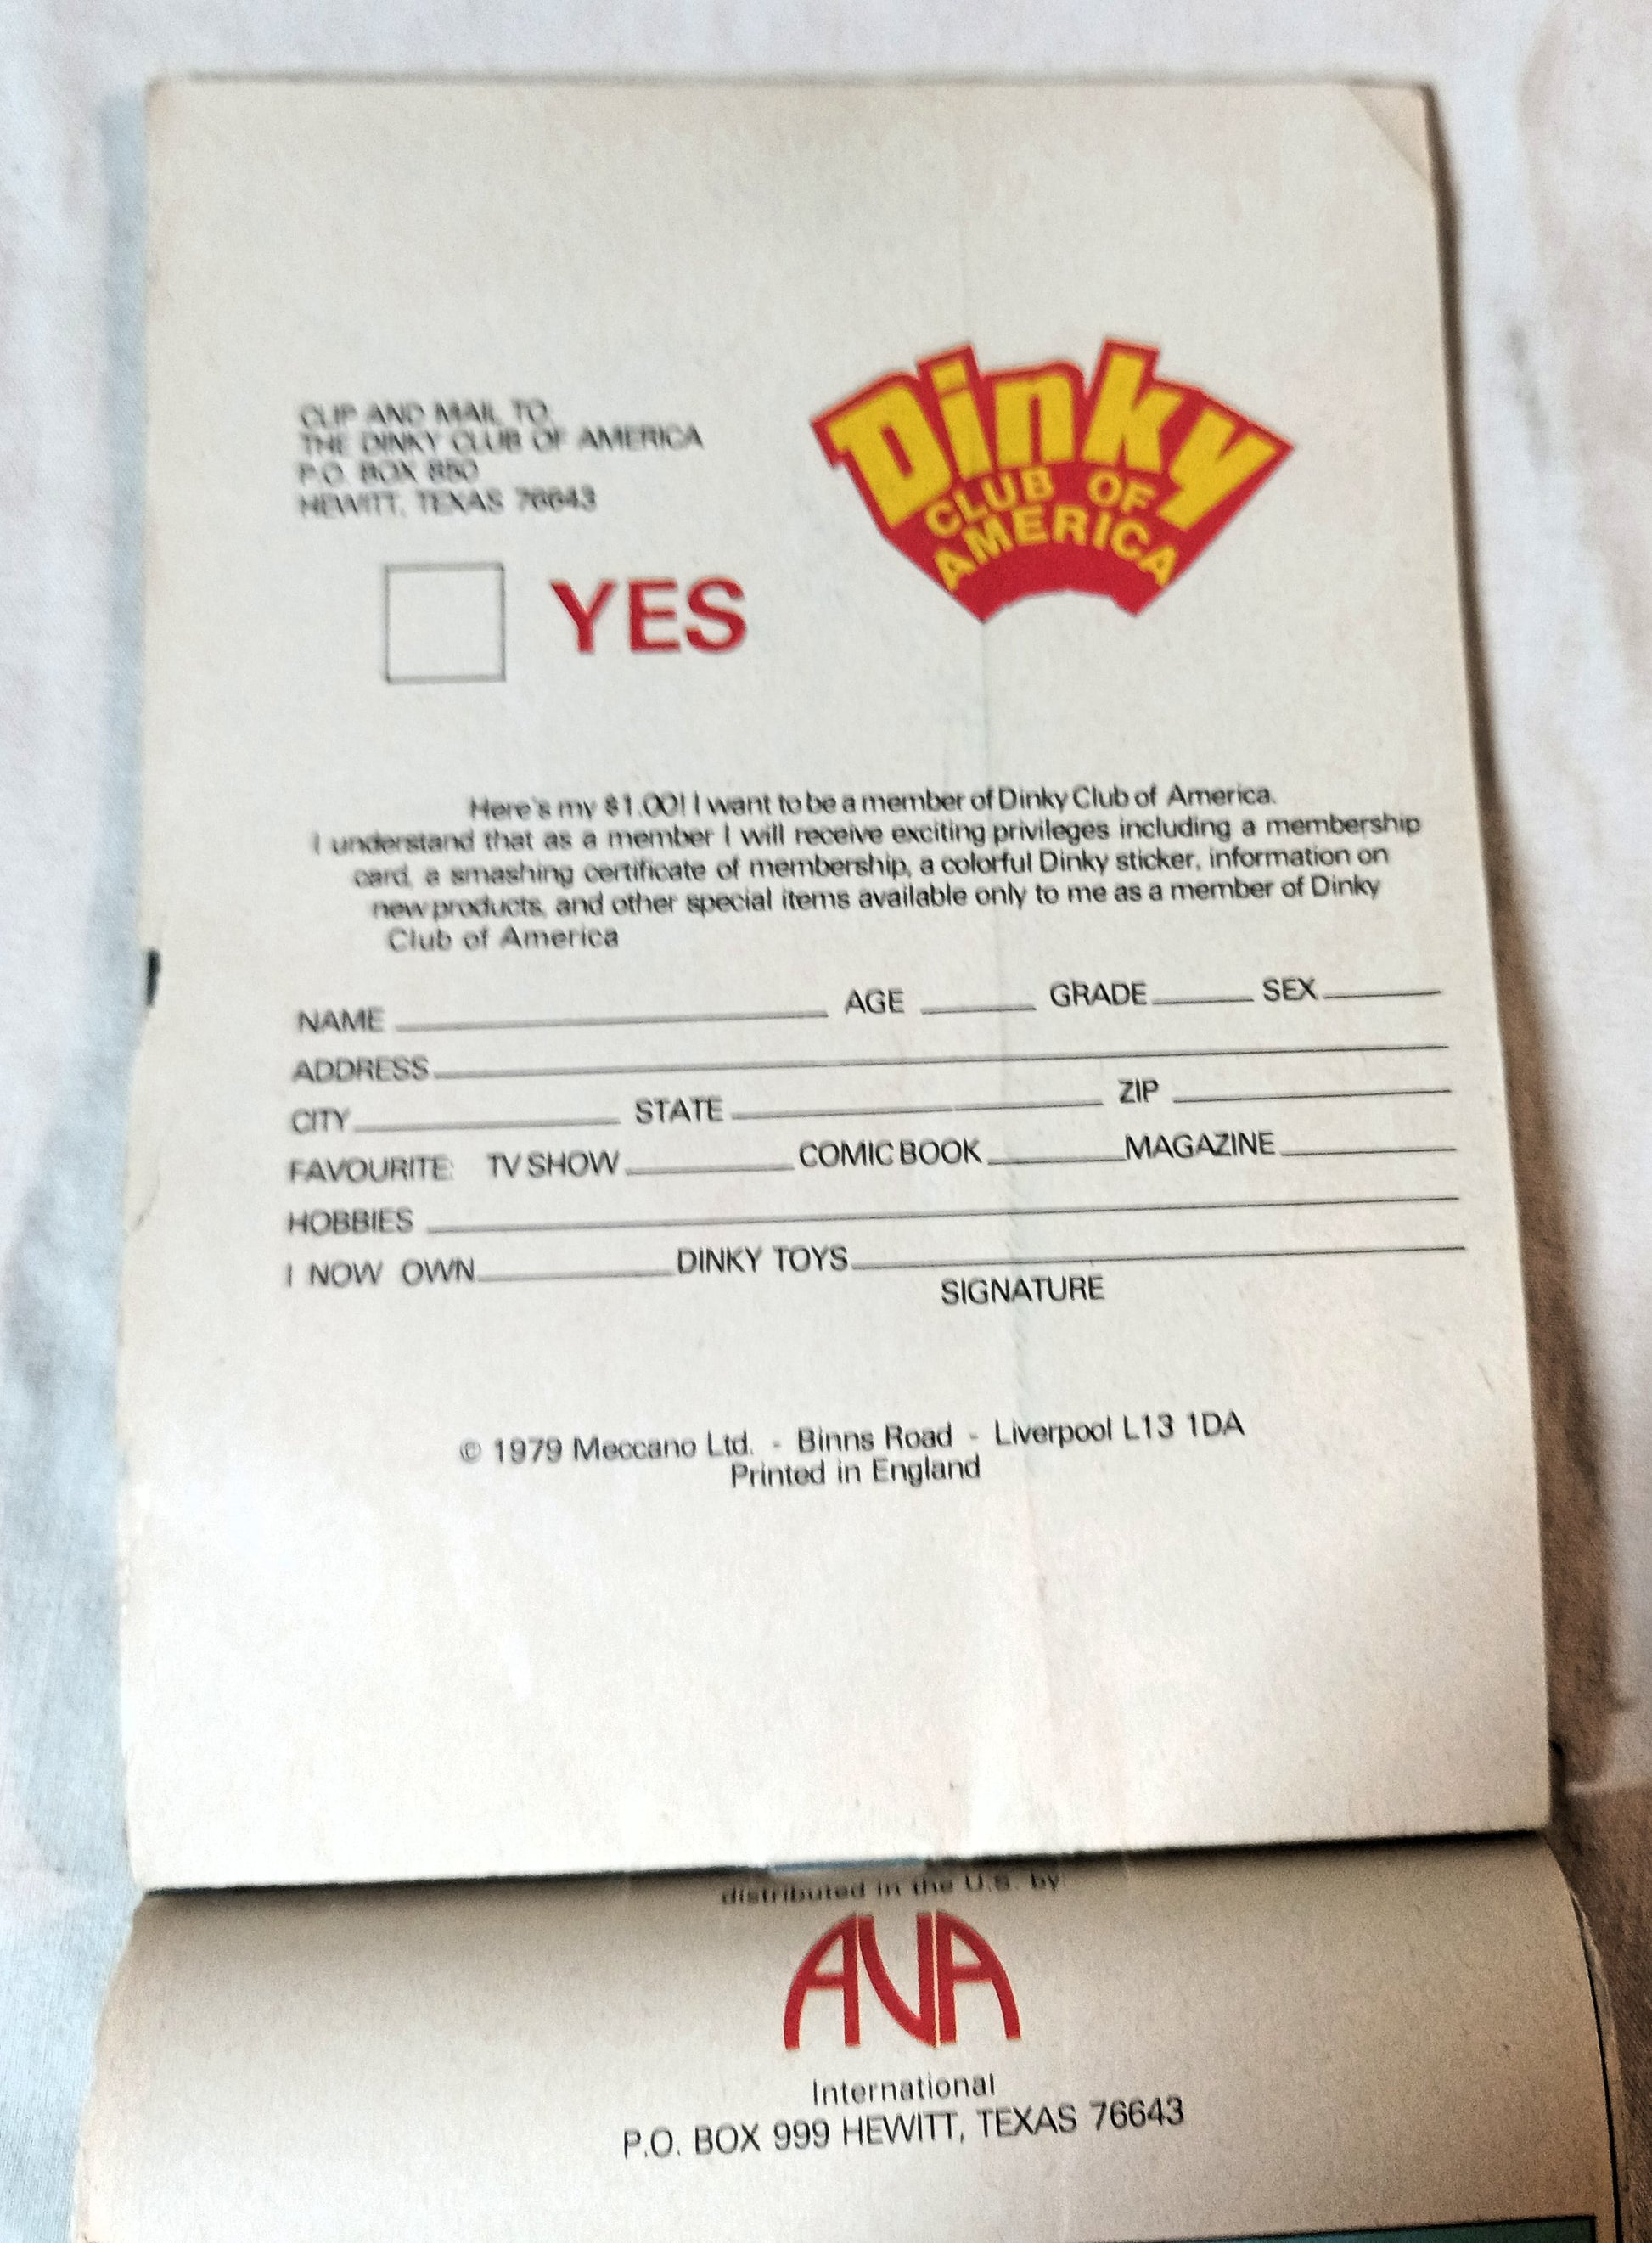 CLIP AND MAIL TO,
THE DINKY CLUB OF AMERICA
P.O. BOX 850
HEWITT, TEXAS 76643
Dinky
CLUB OF
AMERICA
YES
Here's my $1.00! I want to be a member of Dinky Club of America.
I understand that as a member I will receive exciting privileges including a membership
card, a smashing certificate of membership, a colorful Dinky sticker, information on
new products, and other special items available only to me as a member of Dinky
Club of America
NAME AGE GRADE SEX
ADDRESS
CITY STATE ZIP
FAVOURITE: TV SHOW COMIC BOOK MAGAZINE
HOBBIES
I NOW OWN DINKY TOYS
SIGNATURE
© 1979 Meccano Ltd. - Binns Road - Liverpool L13 1DA
Printed in England
distributed in the U.S. by:
AVA
International
P.O. BOX 999 HEWITT, TEXAS 76643